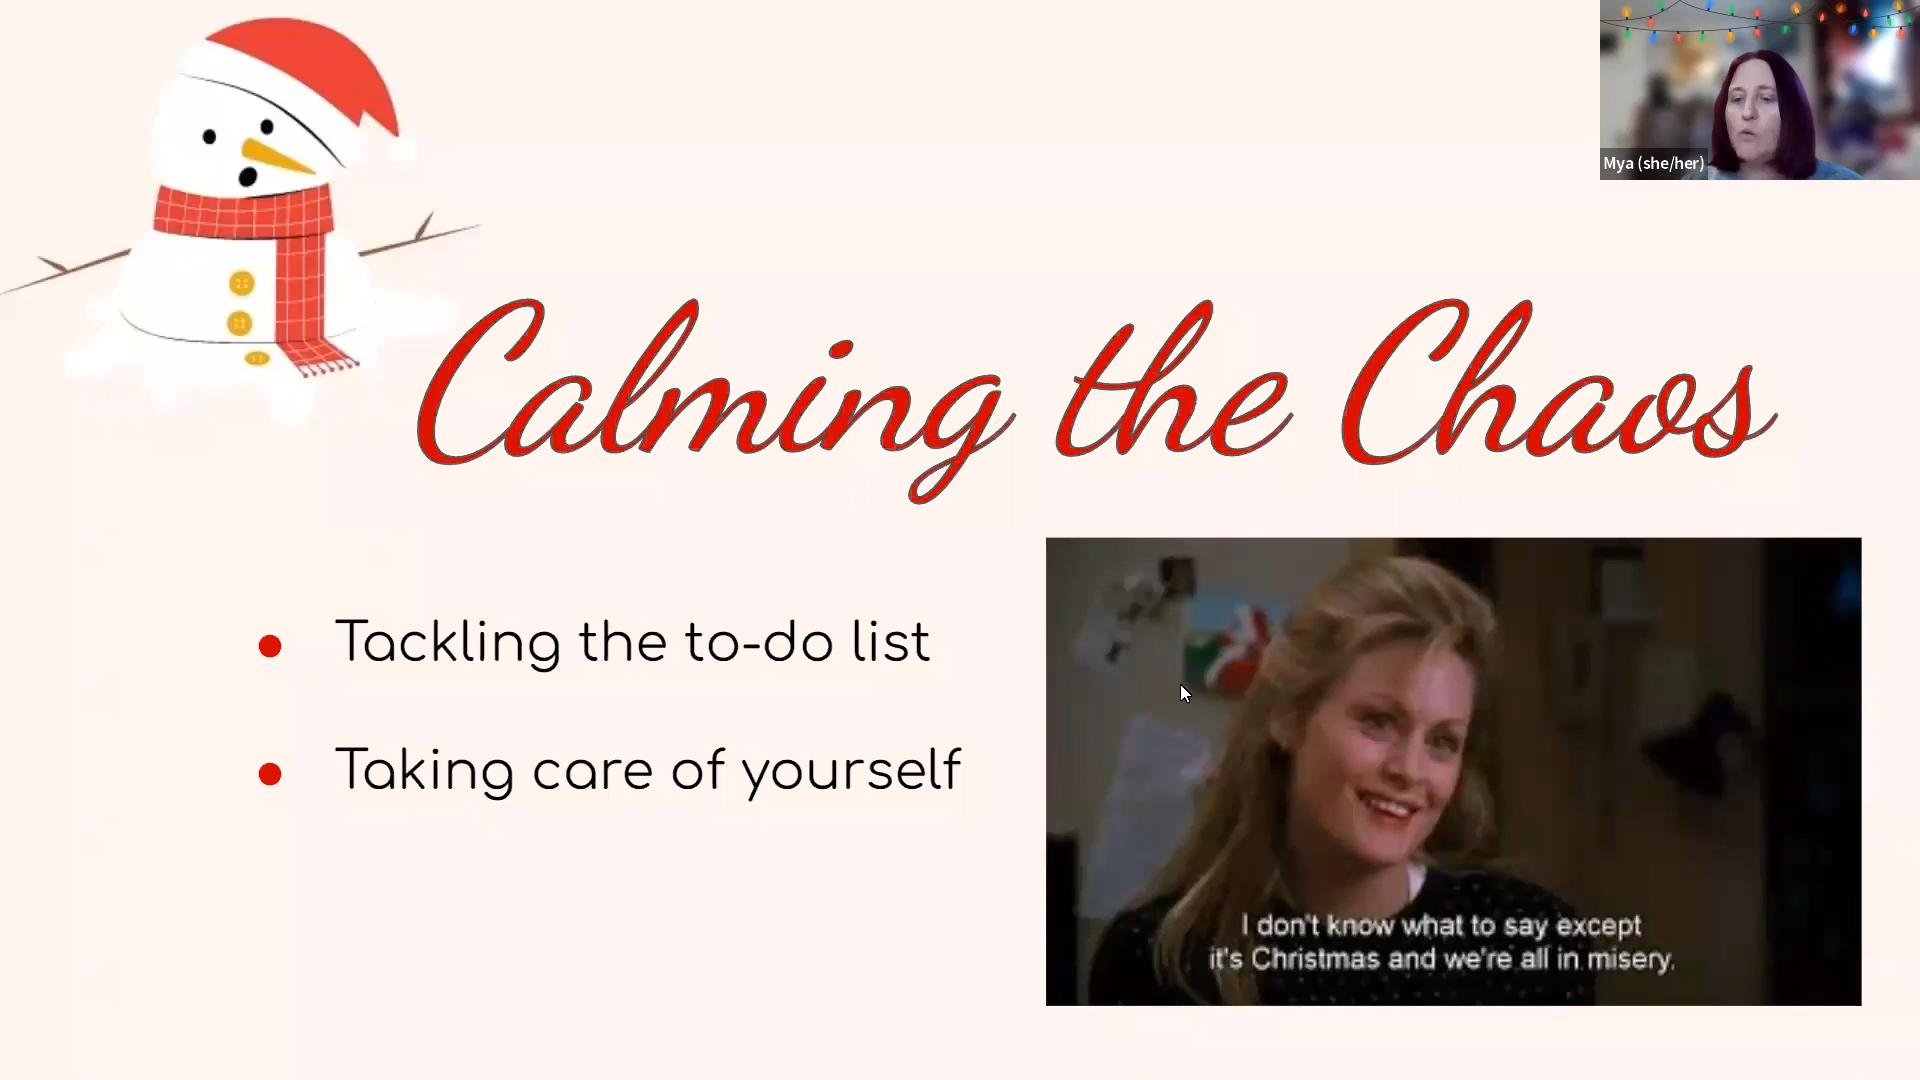 Mya (she/her)
Calming the Chaos
Tackling the to-do list
Taking care of yourself
I don't know what to say except
it's Christmas and we're all in misery.